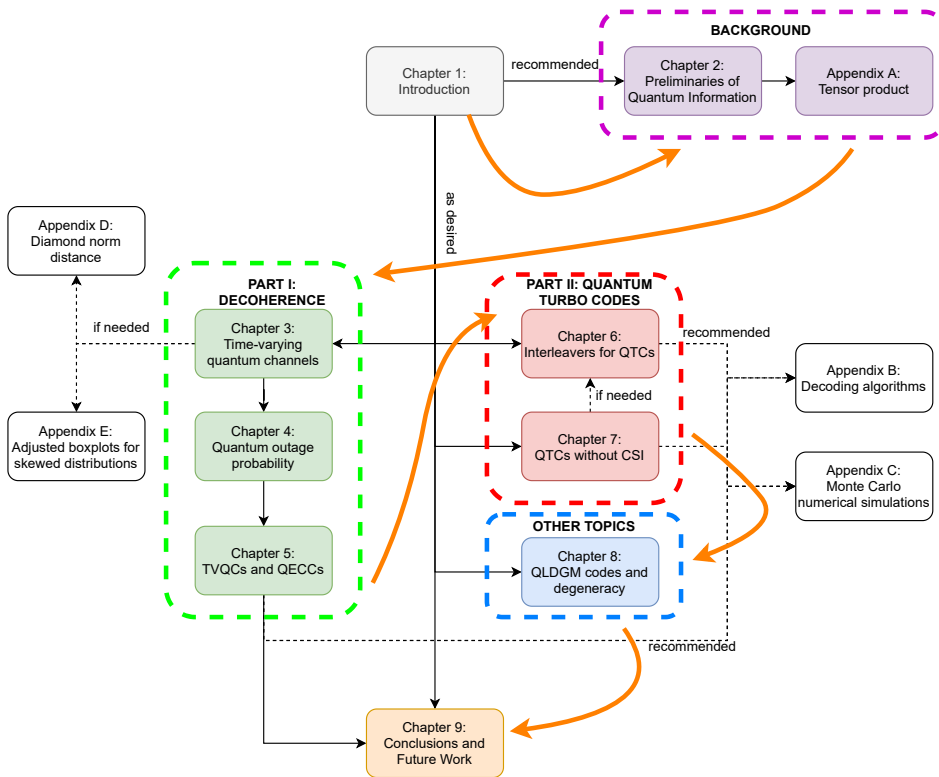 BACKGROUND
Chapter 1:
Introduction
recommended
Chapter 2:
Preliminaries of
Quantum Information
Appendix A:
Tensor product
as desired
Appendix D:
Diamond norm
distance
PART I:
DECOHERENCE
PART II: QUANTUM
TURBO CODES
if needed
Chapter 3:
Time-varying
quantum channels
Chapter 6:
Interleavers for QTCs
recommended
Appendix B:
Decoding algorithms
if needed
Appendix E:
Adjusted boxplots for
skewed distributions
Chapter 4:
Quantum outage
probability
Chapter 7:
QTCs without CSI
Appendix C:
Monte Carlo
numerical simulations
OTHER TOPICS
Chapter 5:
TVQCs and QECCs
Chapter 8:
QLDGM codes and
degeneracy
recommended
Chapter 9:
Conclusions and
Future Work